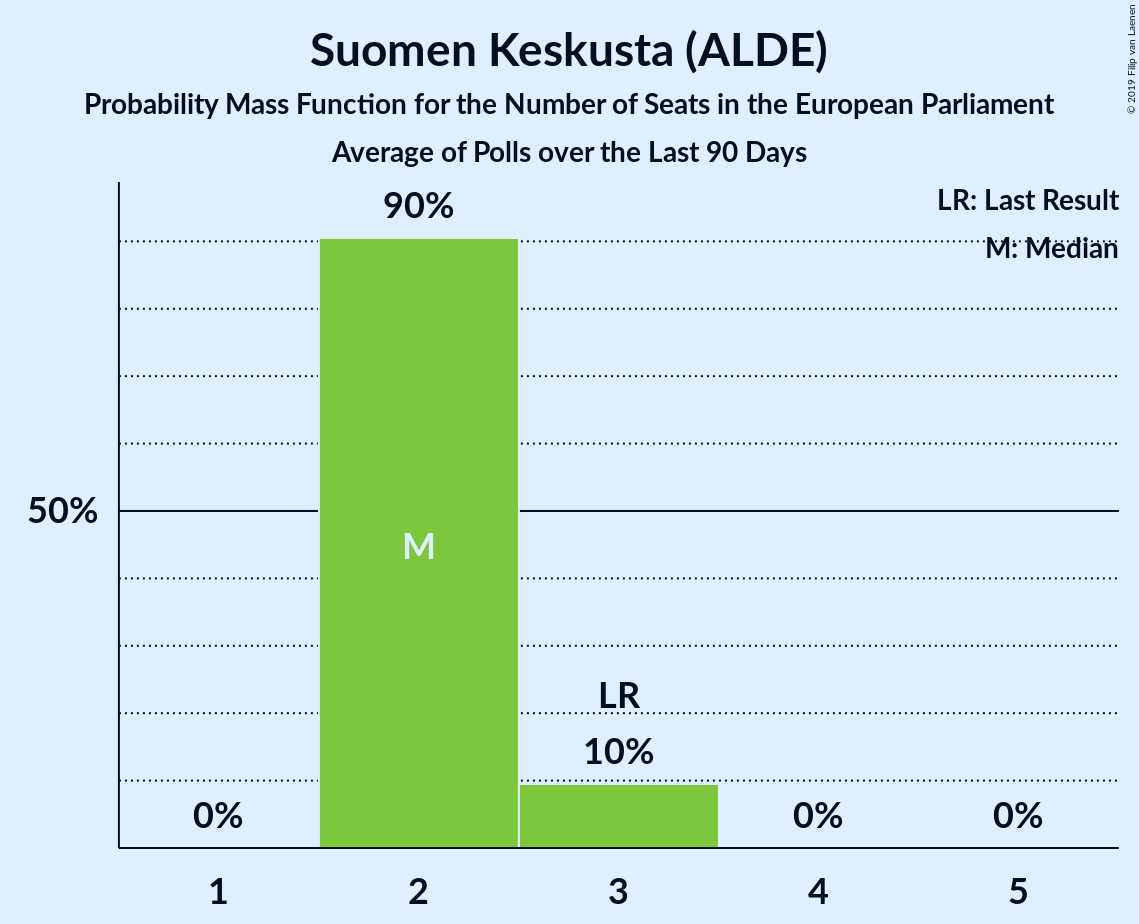 Suomen Keskusta (ALDE)
Probability Mass Function for the Number of Seats in the European Parliament
Average of Polls over the Last 90 Days
© 2019 Filip van Laenen
LR: Last Result
M: Median
90%
50%
M
LR
10%
0%
0%
0%
1
2
3
4
5